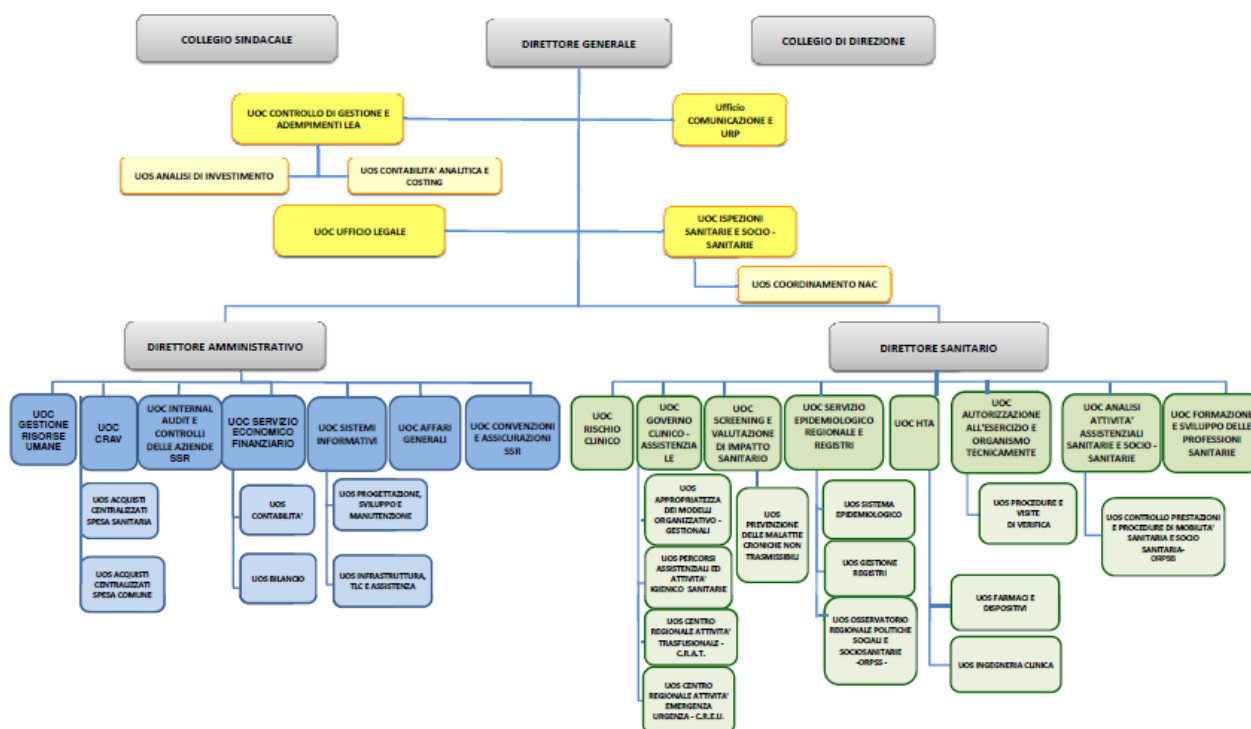 COLLEGIO SINDACALE
DIRETTORE GENERALE
COLLEGIO DI DIREZIONE
UOC CONTROLLO DI GESTIONE E
ADEMPIMENTI LEA
Ufficio
COMUNICAZIONE E
URP
UOS ANALISI DI INVESTIMENTO
UOS CONTABILITA' ANALITICA E
COSTING
UOC UFFICIO LEGALE
UOC ISPEZIONI
SANITARIE E SOCIO -
SANITARIE
UOS COORDINAMENTO NAC
DIRETTORE AMMINISTRATIVO
DIRETTORE SANITARIO
UOC
GESTIONE
RISORSE
UMANE
UOC
CRAV
UOC INTERNAL
AUDIT E
CONTROLLI
DELLE AZIENDE
SSR
UOC SERVIZIO
ECONOMICO
FINANZIARIO
UOC SISTEMI
INFORMATIVI
UOC AFFARI
GENERALI
UOC CONVENZIONI
E ASSICURAZIONI
SSR
UOC
RISCHIO
CLINICO
UOC
GOVERNO
CLINICO -
ASSISTENZIA
LE
UOC
SCREENING E
VALUTAZIONE
DI IMPATTO
SANITARIO
UOC SERVIZIO
EPIDEMIOLOGICO
REGIONALE E
REGISTRI
UOC HTA
UOC
AUTORIZZAZIONE
ALL'ESERCIZIO E
ORGANISMO
TECNICAMENTE
UOC ANALISI
ATTIVITA'
ASSISTENZIALI
SANITARIE E SOCIO -
SANITARIE
UOC FORMAZIONE
E SVILUPPO DELLE
PROFESSIONI
SANITARIE
UOS ACQUISTI
CENTRALIZZATI
SPESA SANITARIA
UOS ACQUISTI
CENTRALIZZATI
SPESA COMUNE
UOS
CONTABILITA'
UOS BILANCIO
UOS PROGETTAZIONE,
SVILUPPO E
MANUTENZIONE
UOS INFRASTRUTTURA,
TLC E ASSISTENZA
UOS
APPROPRIATEZZA
DEI MODELLI
ORGANIZZATIVO -
GESTIONALI
UOS PERCORSI
ASSISTENZIALI ED
ATTIVITA'
IGIENICO SANITARIE
UOS CENTRO
REGIONALE ATTIVITA'
TRASFUSIONALE -
C.R.A.T.
UOS CENTRO
REGIONALE ATTIVITA'
EMERGENZA
URGENZA - C.R.E.U.
UOS
PREVENZIONE
DELLE MALATTIE
CRONICHE NON
TRASMISSIBILI
UOS SISTEMA
EPIDEMIOLOGICO
UOS GESTIONE
REGISTRI
UOS OSSERVATORIO
REGIONALE POLITICHE
SOCIALI E
SOCIOSANITARIE
-ORPSS -
UOS PROCEDURE E
VISITE
DI VERIFICA
UOS CONTROLLO PRESTAZIONI
E PROCEDURE DI MOBILITA'
SANITARIA E SOCIO
SANITARIA-
ORPSS
UOS FARMACI E
DISPOSITIVI
UOS INGEGNERIA CLINICA